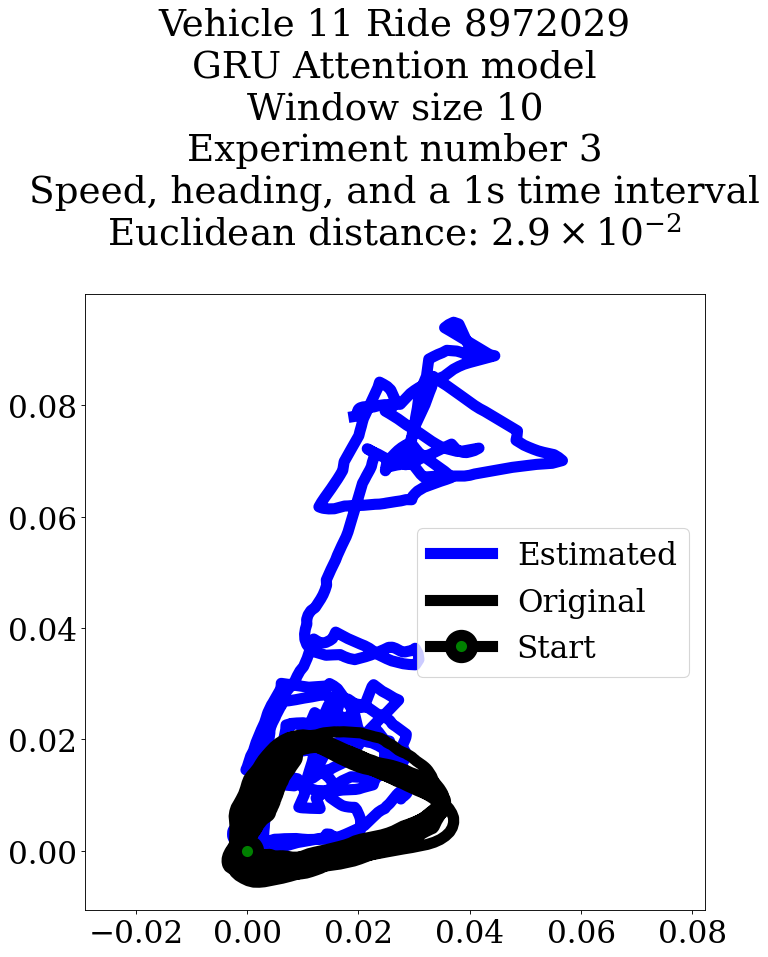 Vehicle 11 Ride 8972029
GRU Attention model
Window size 10
Experiment number 3
Speed, heading, and a 1s time interval
Euclidean distance: 2.9 × 10⁻²
0.08
0.06
0.04
0.02
0.00
Estimated
Original
Start
−0.02 0.00 0.02 0.04 0.06 0.08